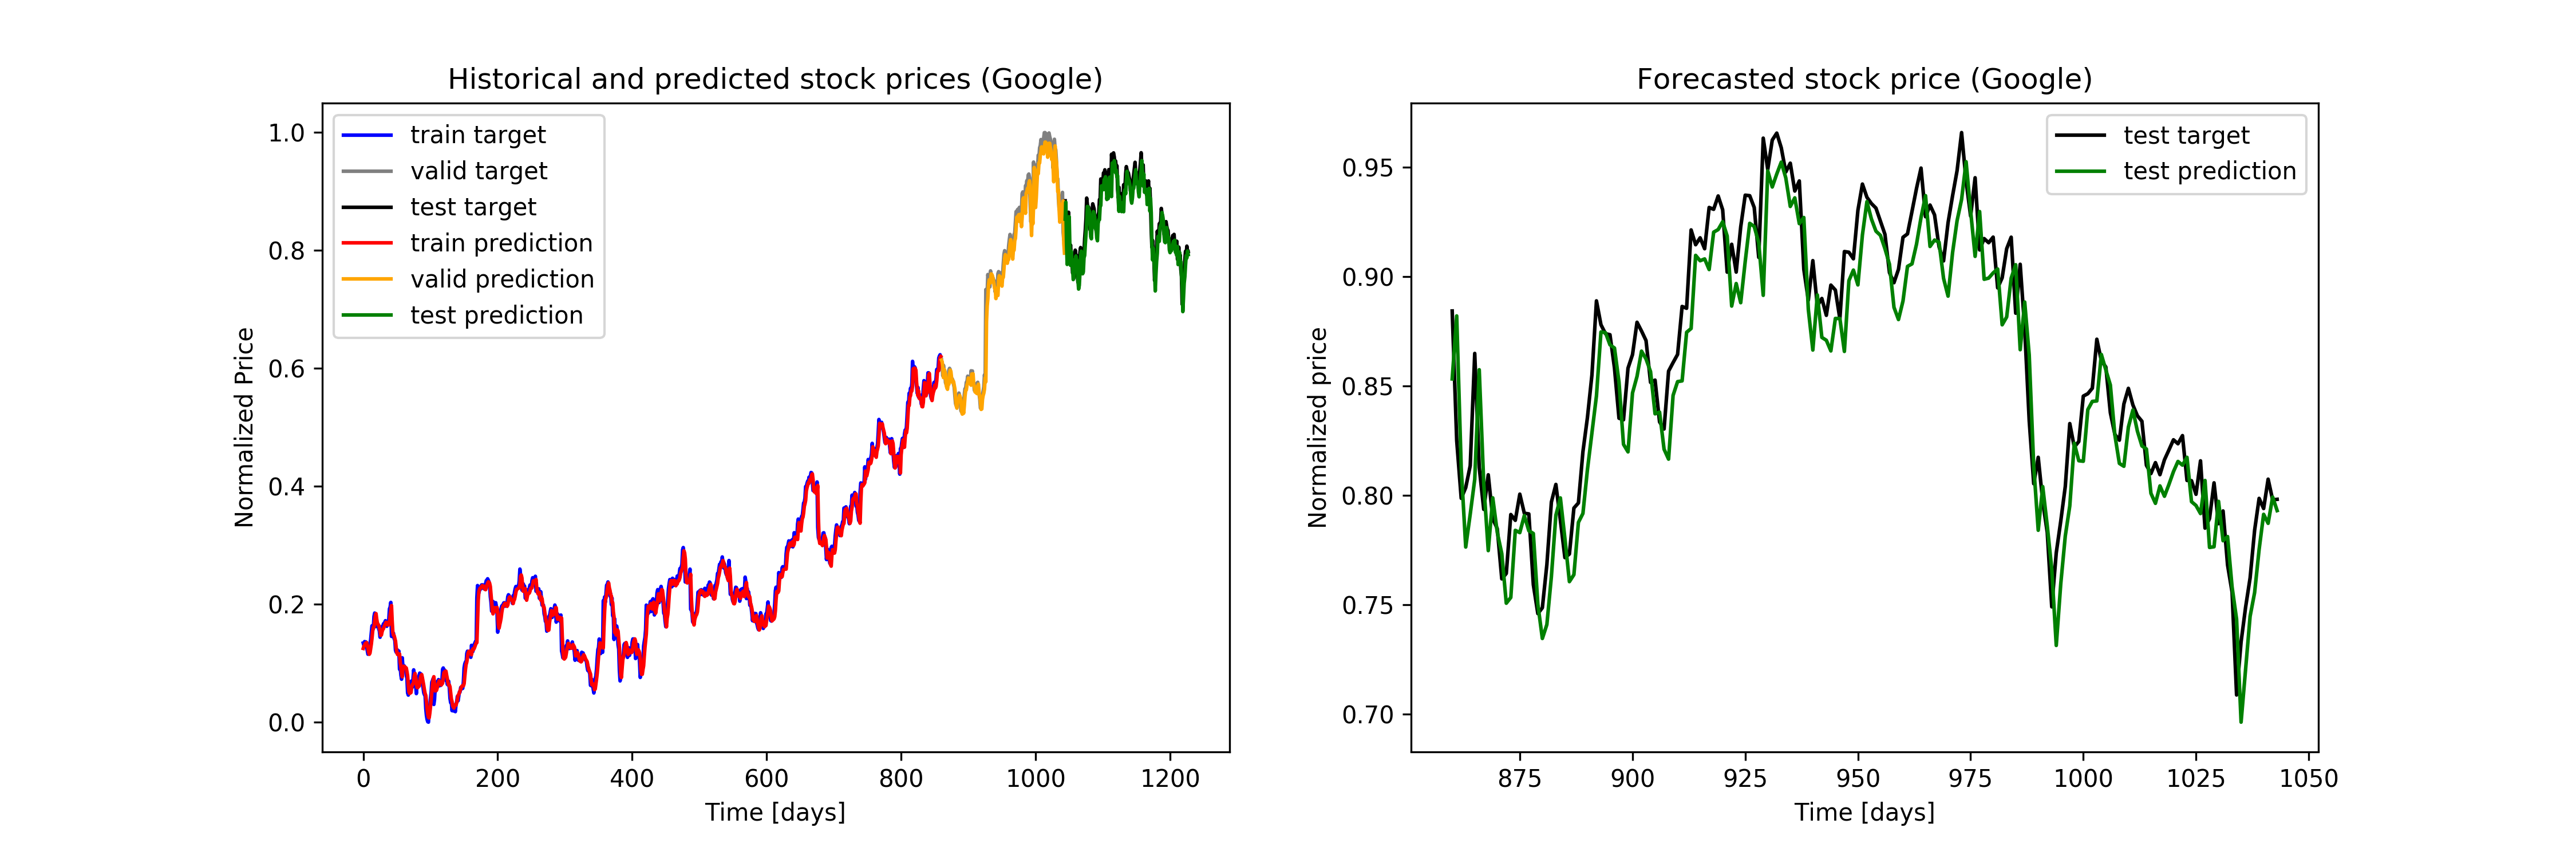 Historical and predicted stock prices (Google)
train target
valid target
test target
train prediction
valid prediction
test prediction
Normalized Price
1.0
0.8
0.6
0.4
0.2
0.0
0 200 400 600 800 1000 1200
Time [days]
Forecasted stock price (Google)
test target
test prediction
Normalized price
0.95
0.90
0.85
0.80
0.75
0.70
875 900 925 950 975 1000 1025 1050
Time [days]